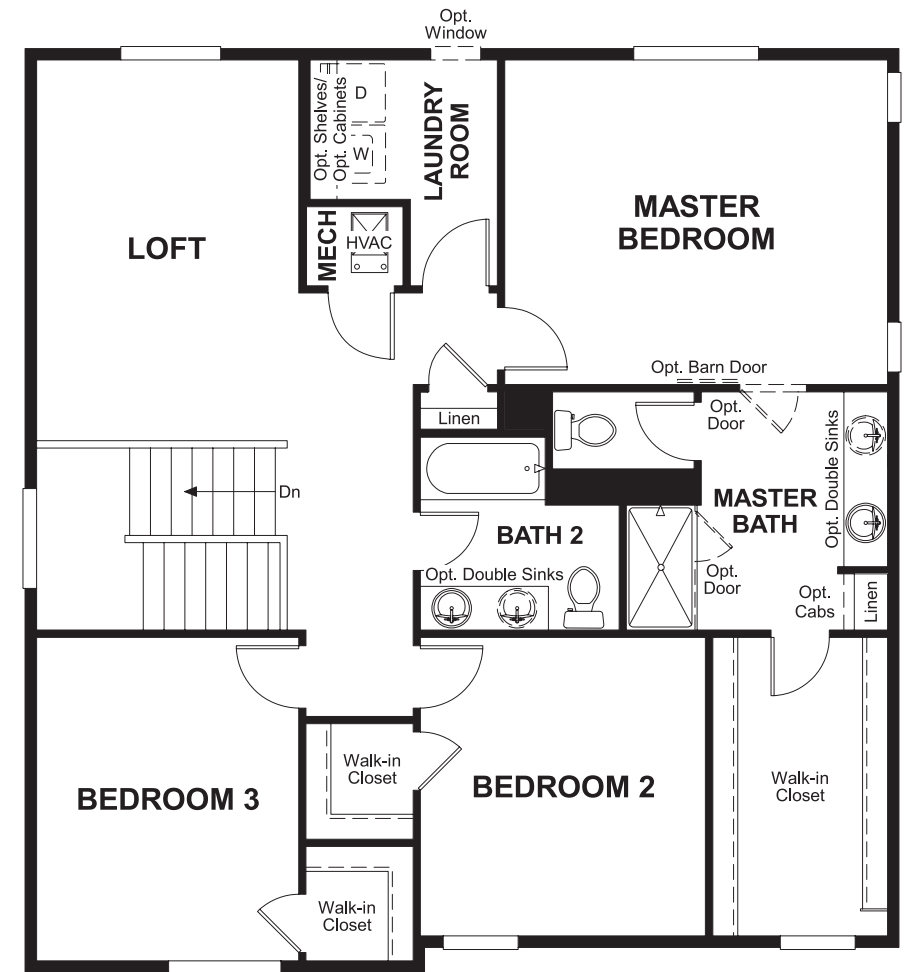 Opt.
Window
Opt. Shelves/
Opt. Cabinets
D
W
LAUNDRY
ROOM
MASTER
BEDROOM
LOFT
MECH
HVAC
Opt. Barn Door
Linen
Opt.
Door
Opt. Double Sinks
Dn
MASTER
BATH
BATH 2
Opt. Double Sinks
Opt.
Door
Opt.
Cabs
Linen
Walk-in
Closet
BEDROOM 3
BEDROOM 2
Walk-in
Closet
Walk-in
Closet